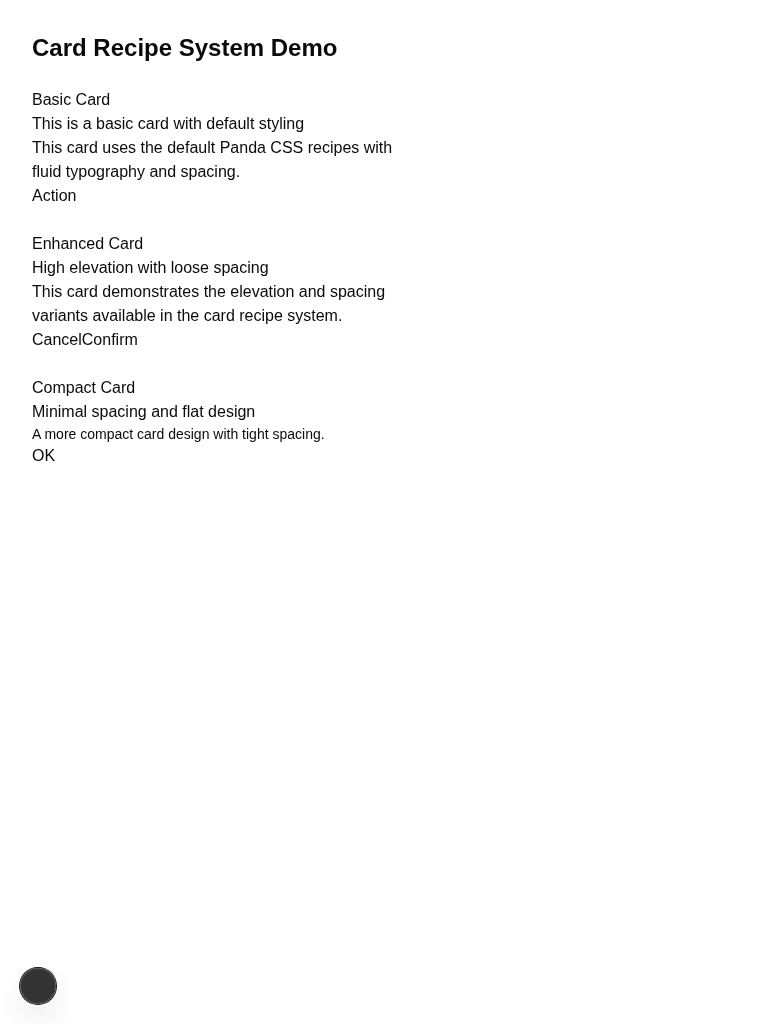 Card Recipe System Demo
Basic Card
This is a basic card with default styling
This card uses the default Panda CSS recipes with
fluid typography and spacing.
Action
Enhanced Card
High elevation with loose spacing
This card demonstrates the elevation and spacing
variants available in the card recipe system.
CancelConfirm
Compact Card
Minimal spacing and flat design
A more compact card design with tight spacing.
OK